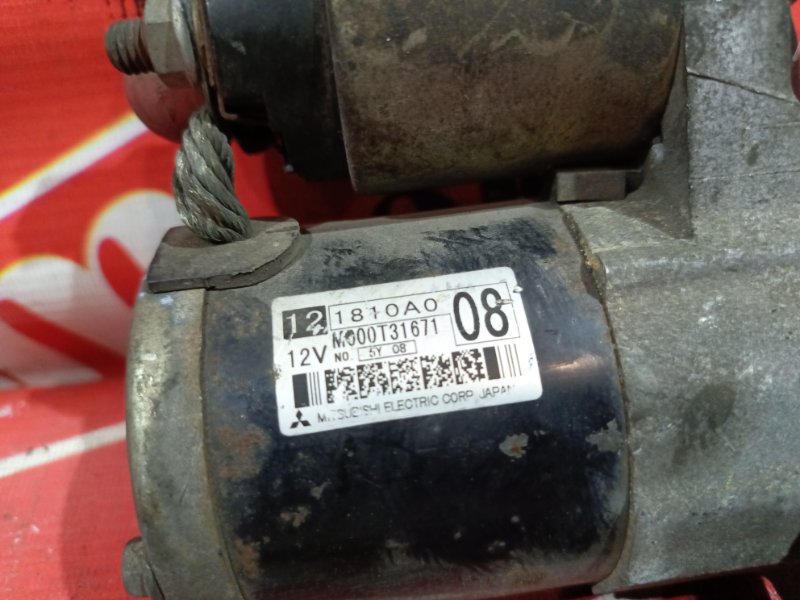 12 1810A0 08
12V M000T31671
NO. 5Y 08
MITSUBISHI ELECTRIC CORP. JAPAN